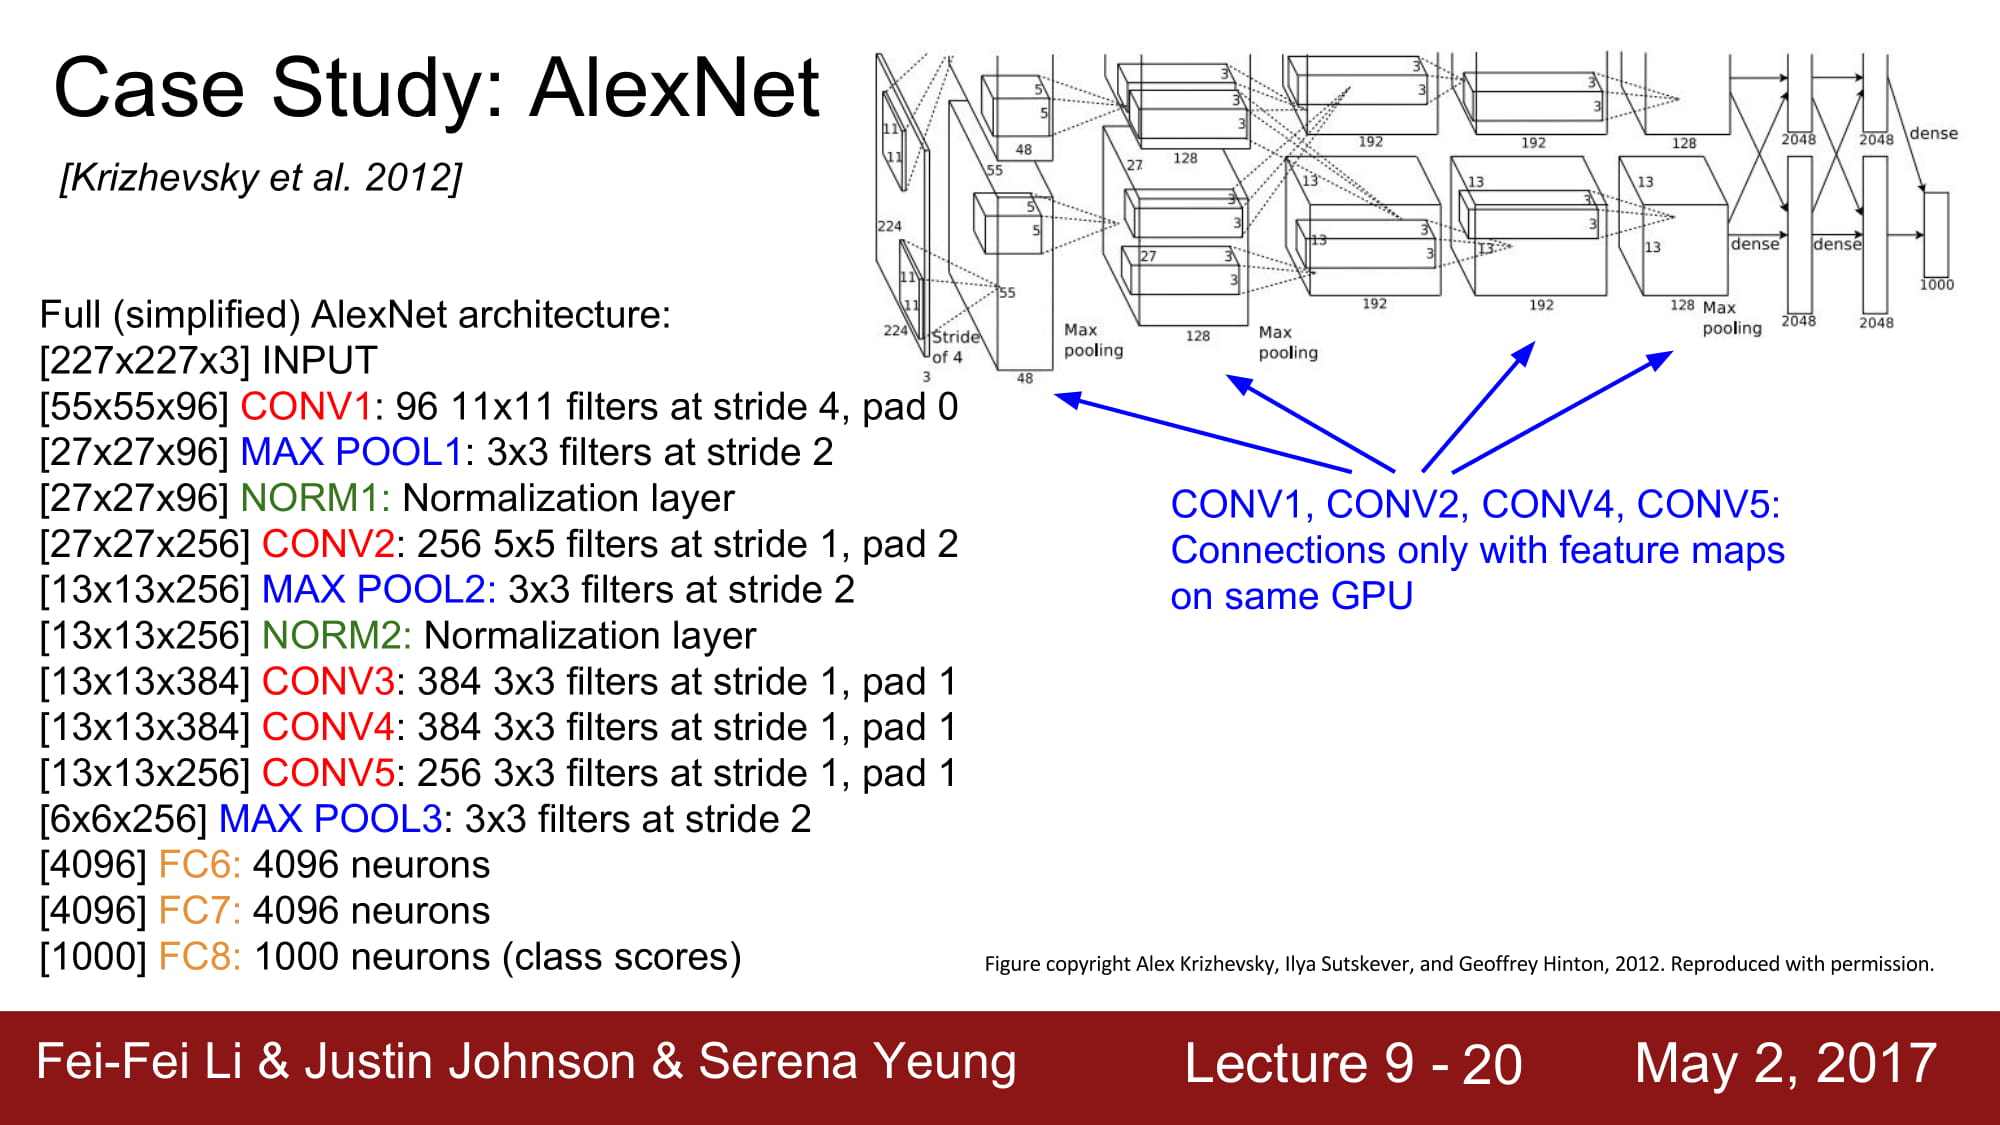 Case Study: AlexNet
[Krizhevsky et al. 2012]
Full (simplified) AlexNet architecture:
[227x227x3] INPUT
[55x55x96] CONV1: 96 11x11 filters at stride 4, pad 0
[27x27x96] MAX POOL1: 3x3 filters at stride 2
[27x27x96] NORM1: Normalization layer
[27x27x256] CONV2: 256 5x5 filters at stride 1, pad 2
[13x13x256] MAX POOL2: 3x3 filters at stride 2
[13x13x256] NORM2: Normalization layer
[13x13x384] CONV3: 384 3x3 filters at stride 1, pad 1
[13x13x384] CONV4: 384 3x3 filters at stride 1, pad 1
[13x13x256] CONV5: 256 3x3 filters at stride 1, pad 1
[6x6x256] MAX POOL3: 3x3 filters at stride 2
[4096] FC6: 4096 neurons
[4096] FC7: 4096 neurons
[1000] FC8: 1000 neurons (class scores)
3 3 3
5 3 3 3
5 3
11 3
11 48 128 192 192 128 2048 2048 dense
55 27 13 13 13
5 3 3 3
5 3 3 3
224 13 13 13 dense dense
27 3 3
11 3
11 55 192 192 128 2048 2048 1000
224 Stride of 4
3
48
Max pooling
128
Max pooling
Max pooling
CONV1, CONV2, CONV4, CONV5:
Connections only with feature maps
on same GPU
Figure copyright Alex Krizhevsky, Ilya Sutskever, and Geoffrey Hinton, 2012. Reproduced with permission.
Fei-Fei Li & Justin Johnson & Serena Yeung
Lecture 9 - 20
May 2, 2017